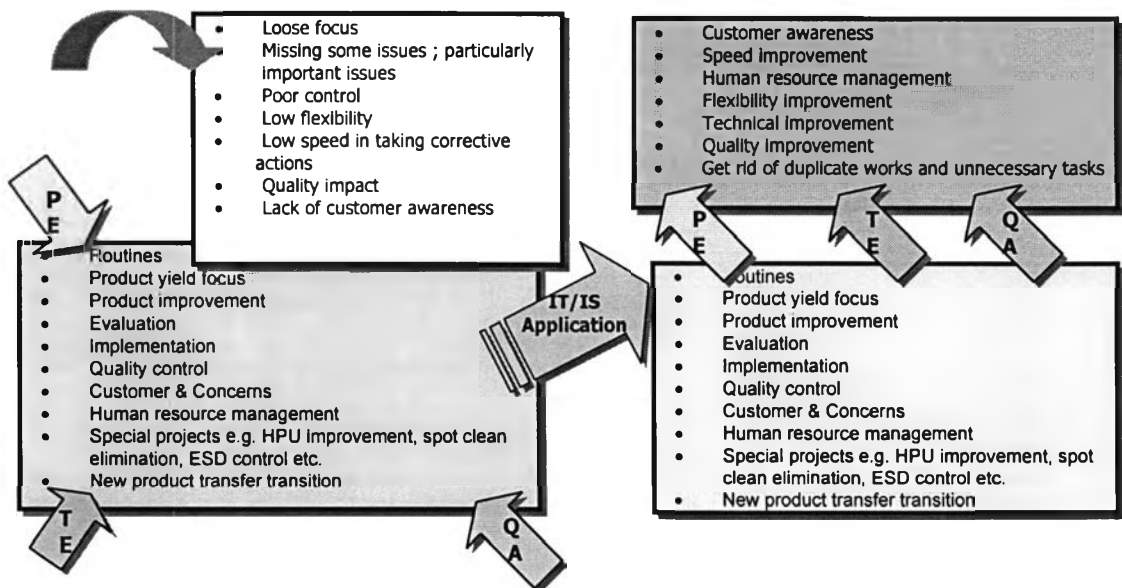 • Loose focus
• Missing some issues ; particularly
important issues
• Poor control
• Low flexibility
• Low speed in taking corrective
actions
• Quality impact
• Lack of customer awareness
P
E
• Routines
• Product yield focus
• Product improvement
• Evaluation
• Implementation
• Quality control
• Customer & Concerns
• Human resource management
• Special projects e.g. HPU improvement, spot clean
elimination, ESD control etc.
• New product transfer transition
T
E
Q
A
IT/IS
Application
• Customer awareness
• Speed improvement
• Human resource management
• Flexibility improvement
• Technical improvement
• Quality improvement
• Get rid of duplicate works and unnecessary tasks
P
E
T
E
Q
A
• outines
• Product yield focus
• Product improvement
• Evaluation
• Implementation
• Quality control
• Customer & Concerns
• Human resource management
• Special projects e.g. HPU improvement, spot
clean elimination, ESD control etc.
• New product transfer transition